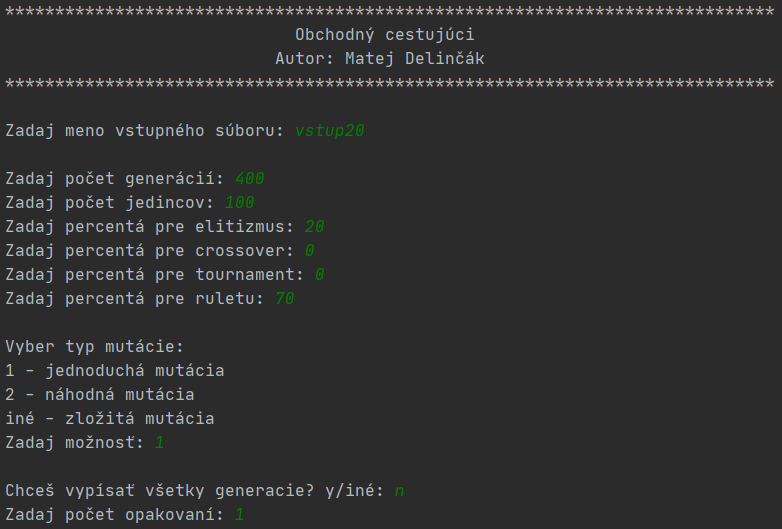 *****************************************************************************
Obchodný cestujúci
Autor: Matej Delinčák
*****************************************************************************
Zadaj meno vstupného súboru: vstup20
Zadaj počet generácií: 400
Zadaj počet jedincov: 100
Zadaj percentá pre elitizmus: 20
Zadaj percentá pre crossover: 0
Zadaj percentá pre tournament: 0
Zadaj percentá pre ruletu: 70
Vyber typ mutácie:
1 - jednoduchá mutácia
2 - náhodná mutácia
iné - zložitá mutácia
Zadaj možnosť: 1
Chceš vypísať všetky generacie? y/iné: n
Zadaj počet opakovaní: 1